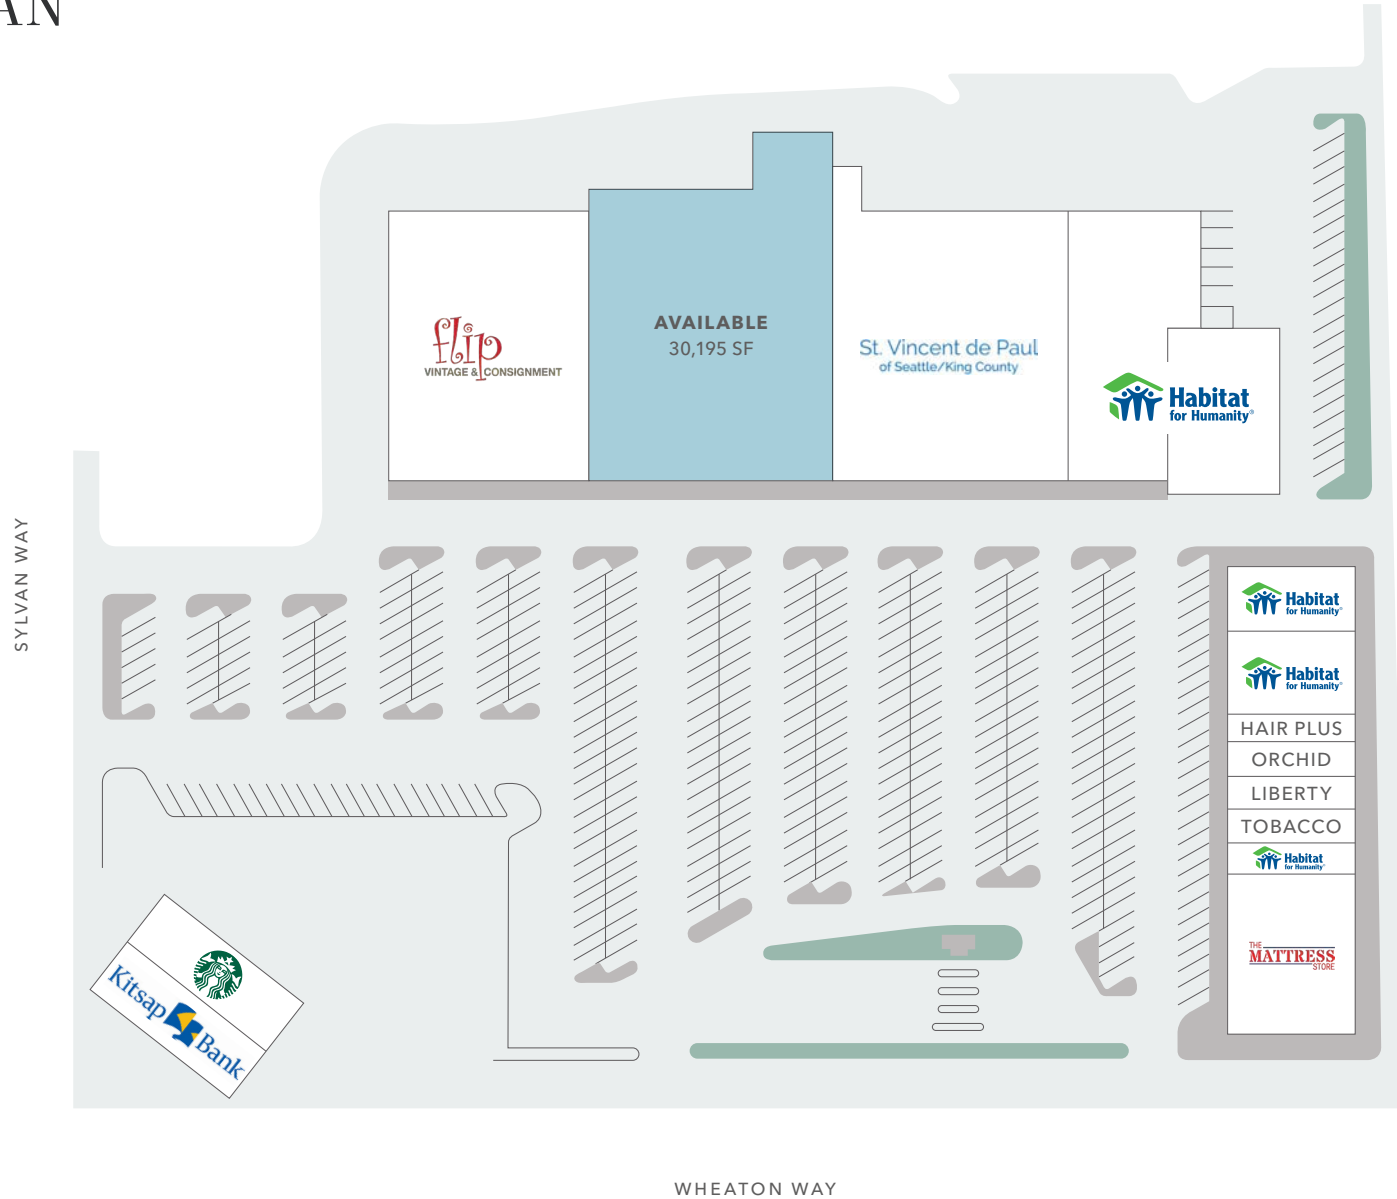 AN
flip
VINTAGE & CONSIGNMENT
AVAILABLE
30,195 SF
St. Vincent de Paul
of Seattle/King County
Habitat
for Humanity®
SYLVAN WAY
Habitat
for Humanity®
Habitat
for Humanity®
HAIR PLUS
ORCHID
LIBERTY
TOBACCO
Habitat
for Humanity®
THE
MATTRESS
STORE
Kitsap
Bank
WHEATON WAY